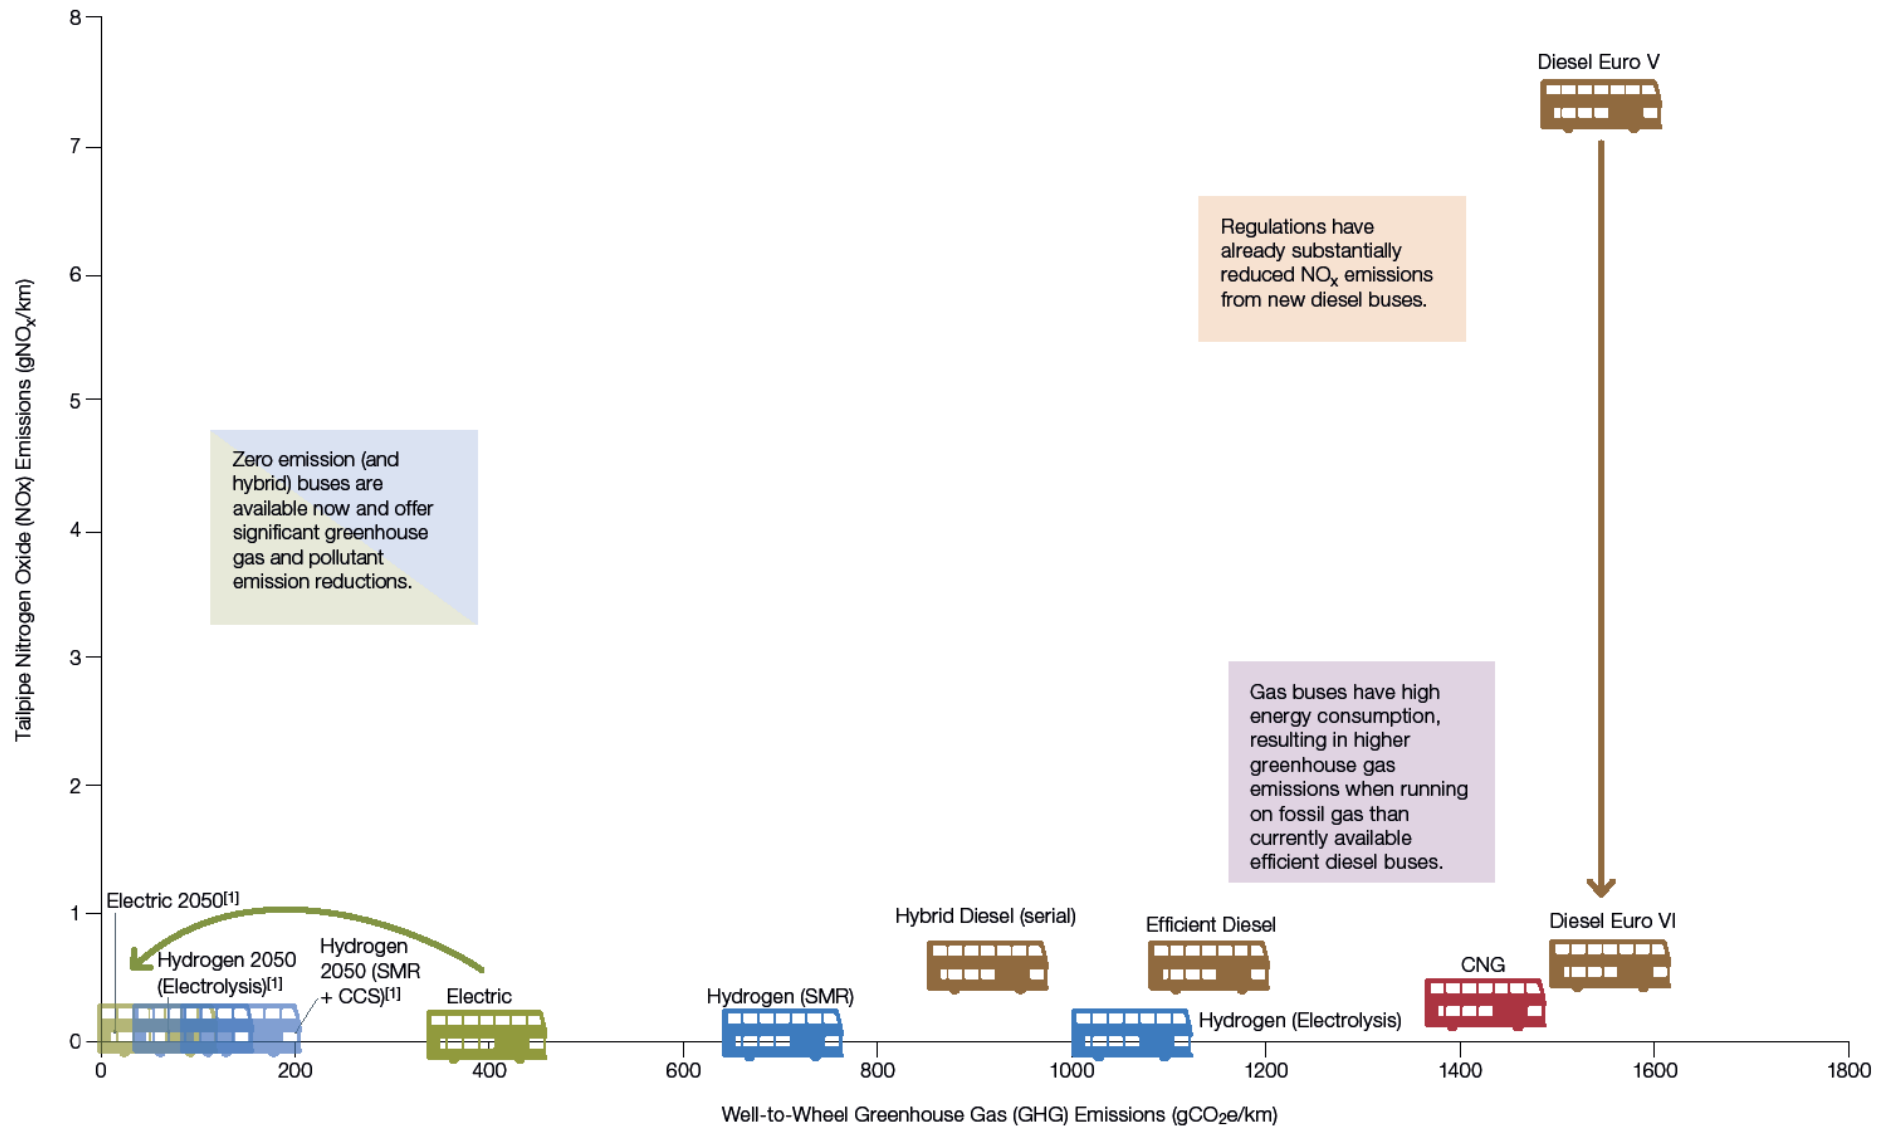 8
7
6
5
4
3
2
1
0
Tailpipe Nitrogen Oxide (NOx) Emissions (gNOx/km)
Diesel Euro V
Regulations have
already substantially
reduced NOx emissions
from new diesel buses.
Zero emission (and
hybrid) buses are
available now and offer
significant greenhouse
gas and pollutant
emission reductions.
Gas buses have high
energy consumption,
resulting in higher
greenhouse gas
emissions when running
on fossil gas than
currently available
efficient diesel buses.
Electric 2050[1]
Hydrogen 2050
(Electrolysis)[1]
Hydrogen
2050 (SMR
+ CCS)[1]
Electric
Hydrogen (SMR)
Hybrid Diesel (serial)
Efficient Diesel
Hydrogen (Electrolysis)
CNG
Diesel Euro VI
0 200 400 600 800 1000 1200 1400 1600 1800
Well-to-Wheel Greenhouse Gas (GHG) Emissions (gCO2e/km)